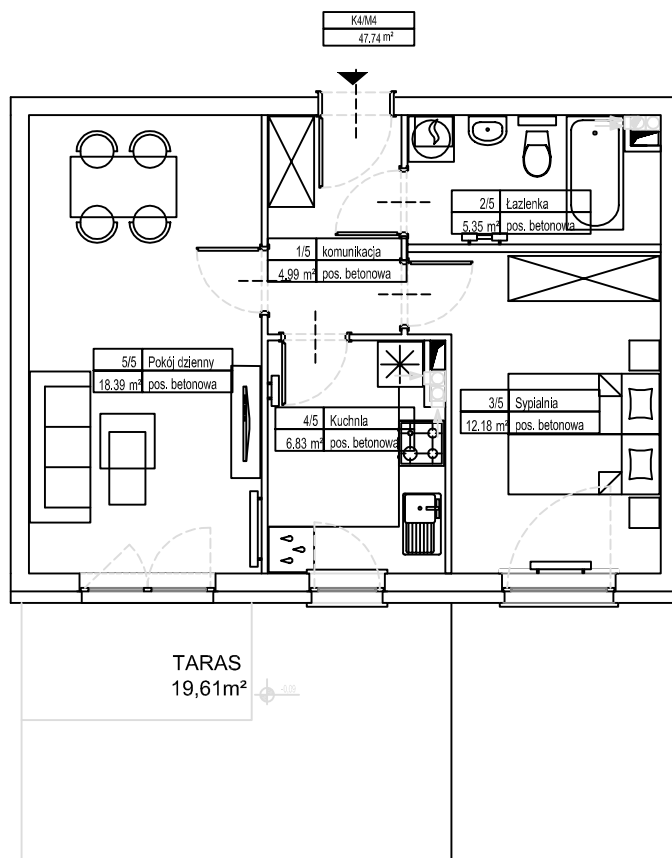 K4/M4
47.74 m²
2/5 Łazienka
5.35 m² pos. betonowa
1/5 komunikacja
4.99 m² pos. betonowa
5/5 Pokój dzienny
18.39 m² pos. betonowa
3/5 Sypialnia
12.18 m² pos. betonowa
4/5 Kuchnia
6.83 m² pos. betonowa
TARAS
19,61m²